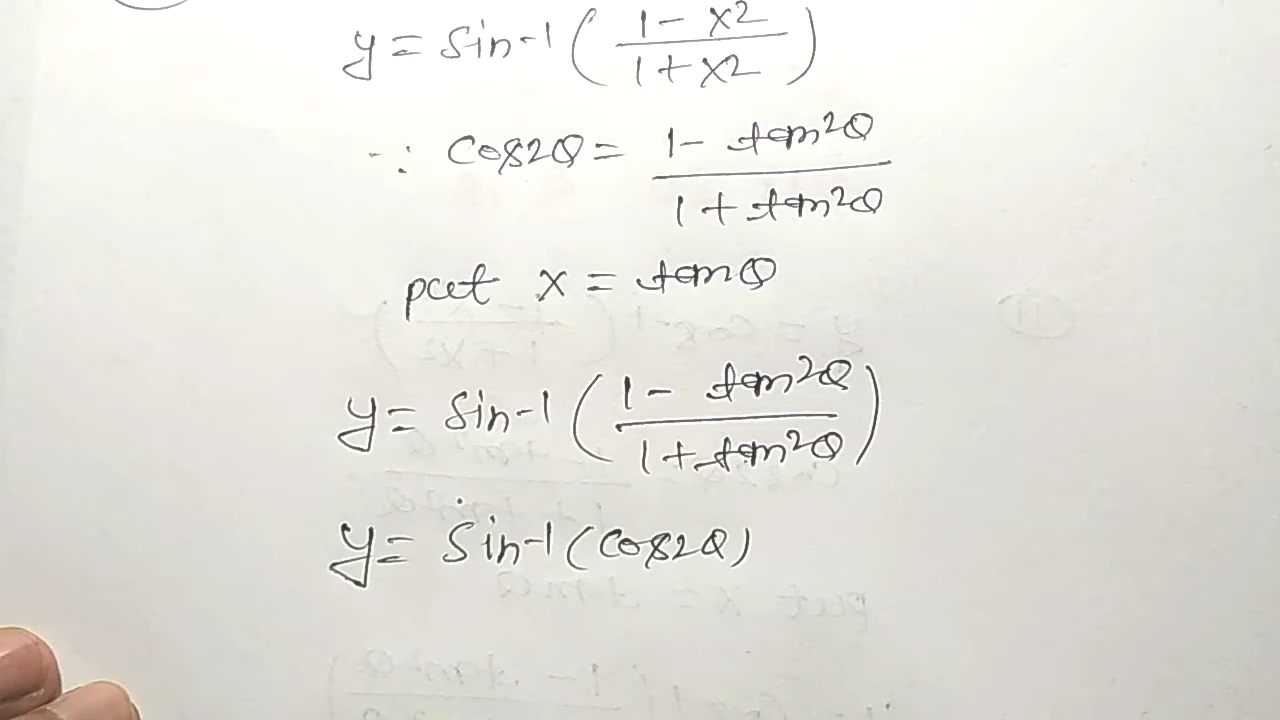 y = Sin-1 ( 1 - x2 / 1 + x2 )
∵ Cos2θ = 1 - tan2θ / 1 + tan2θ
put x = tanθ
y = Sin-1 ( 1 - tan2θ / 1 + tan2θ )
y = Sin-1 (Cos2θ)